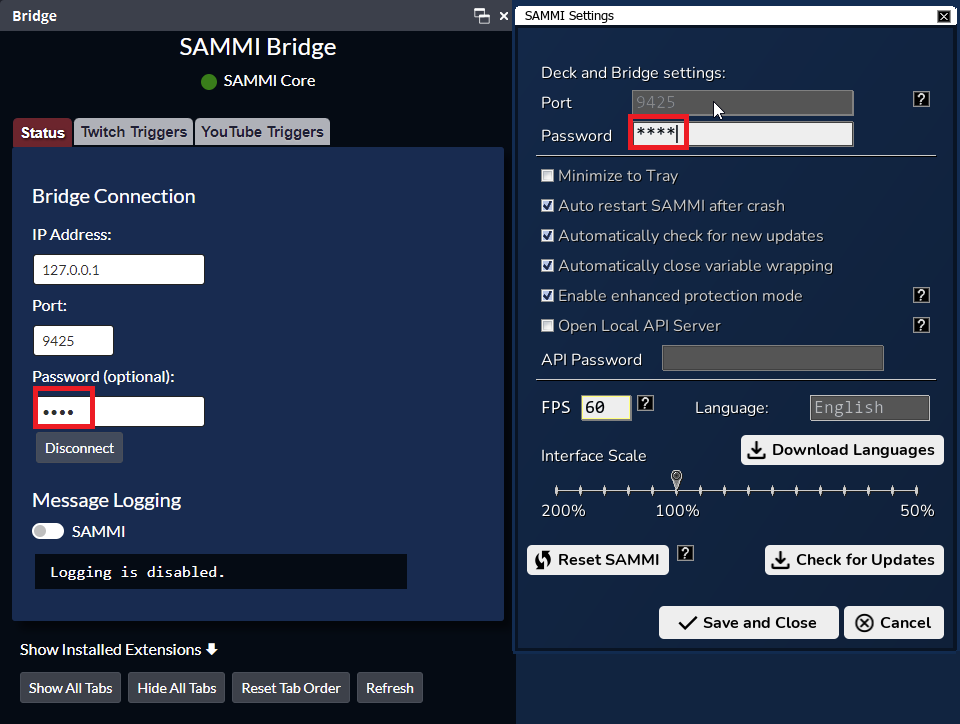 Bridge
SAMMI Bridge
SAMMI Core
Status Twitch Triggers YouTube Triggers
Bridge Connection
IP Address:
127.0.0.1
Port:
9425
Password (optional):
••••
Disconnect
Message Logging
SAMMI
Logging is disabled.
Show Installed Extensions
Show All Tabs Hide All Tabs Reset Tab Order Refresh
SAMMI Settings
Deck and Bridge settings:
Port 9425 ?
Password ****
Minimize to Tray
Auto restart SAMMI after crash
Automatically check for new updates
Automatically close variable wrapping
Enable enhanced protection mode ?
Open Local API Server ?
API Password
FPS 60 ? Language: English
Download Languages
Interface Scale
200% 100% 50%
Reset SAMMI ? Check for Updates
Save and Close Cancel